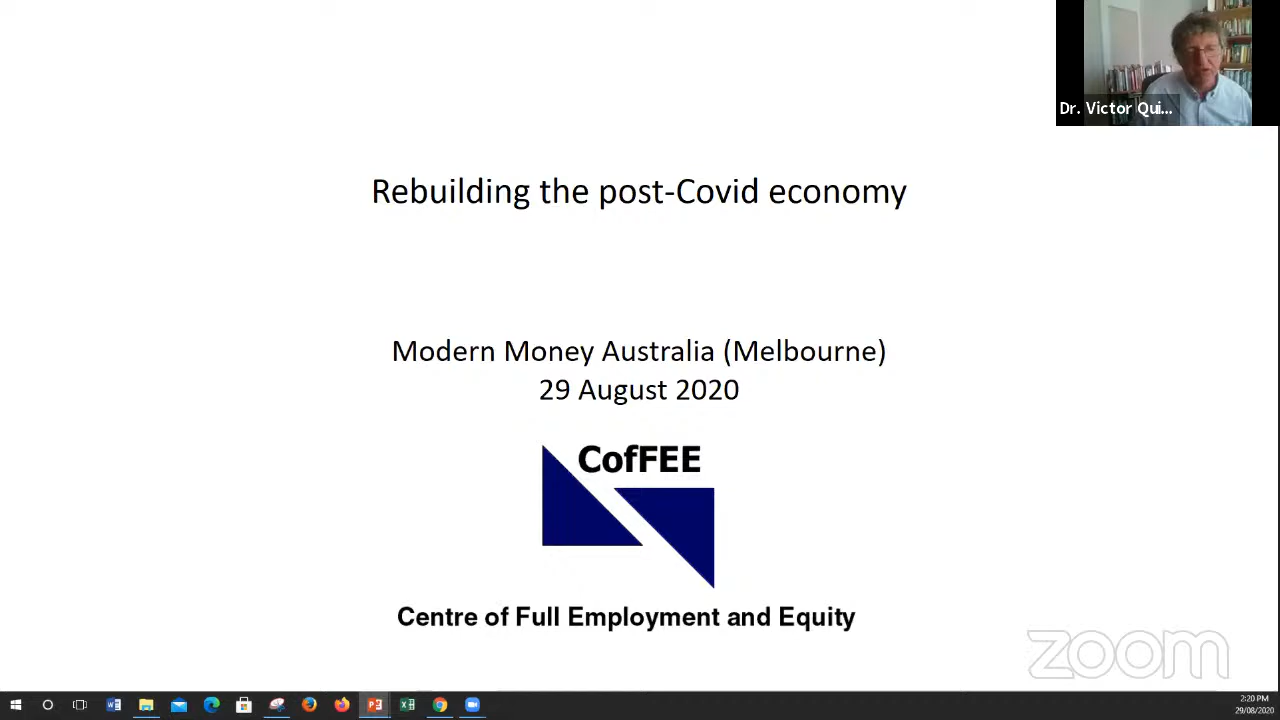 Dr. Victor Qui...
Rebuilding the post-Covid economy
Modern Money Australia (Melbourne)
29 August 2020
CofFEE
Centre of Full Employment and Equity
zoom
2:20 PM
29/08/2020